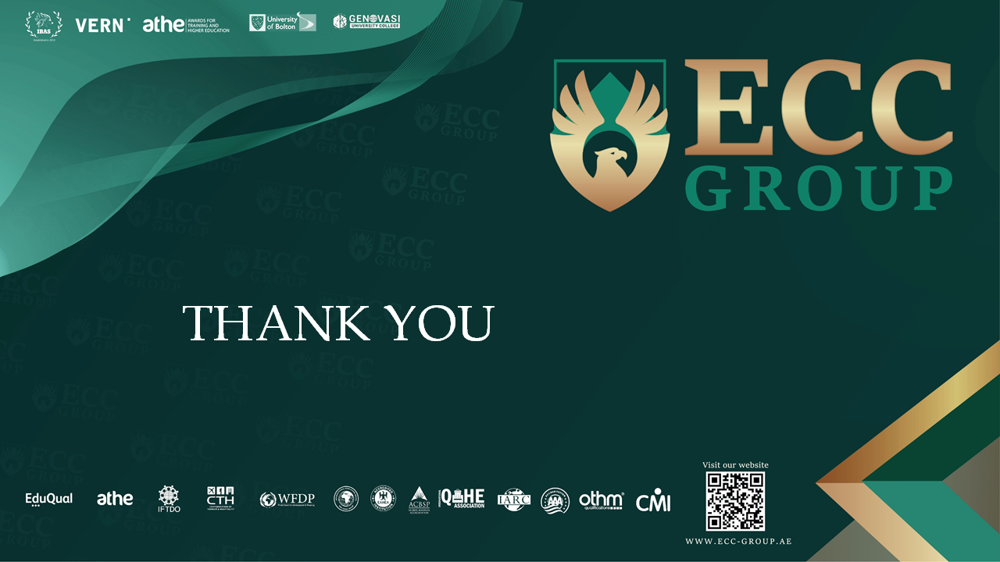 IBAS
VERN'
athe AWARDS FOR TRAINING AND HIGHER EDUCATION
University of Bolton
GENOVASI UNIVERSITY COLLEGE
ECC
GROUP
THANK YOU
Visit our website
EduQual
athe
IFTDO
CTH
WFDP
ACBSP
QAHE ASSOCIATION
IARC
AAA
othm qualifications
CMI
WWW.ECC-GROUP.AE